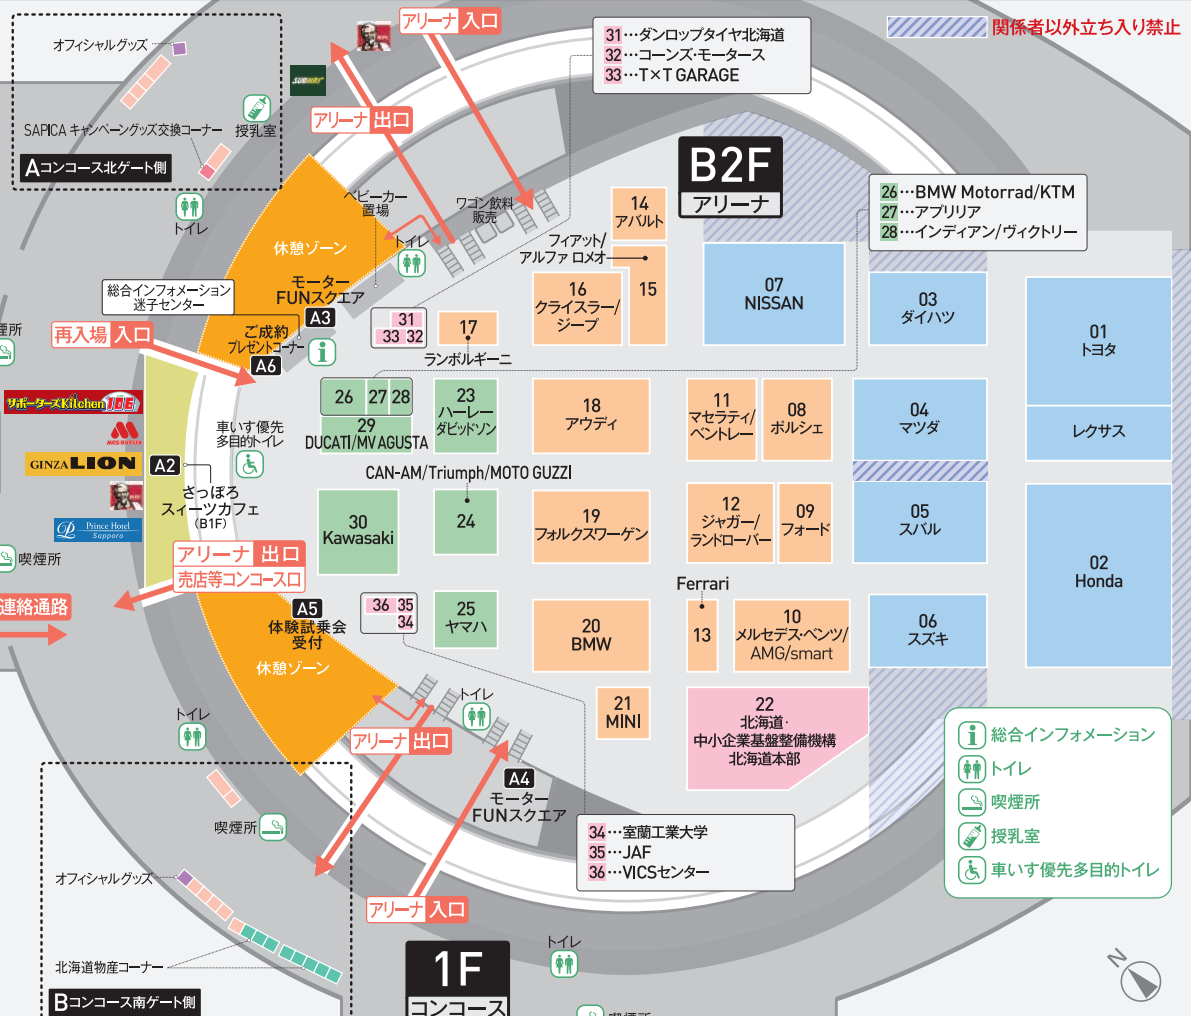 関係者以外立ち入り禁止
アリーナ 入口
オフィシャルグッズ
SUBWAY
アリーナ 出口
授乳室
SAPICA キャンペーングッズ交換コーナー
Aコンコース北ゲート側
トイレ
31…ダンロップタイヤ北海道
32…コーンズ・モータース
33…T×T GARAGE
B2F
アリーナ
26…BMW Motorrad/KTM
27…アプリリア
28…インディアン/ヴィクトリー
ベビーカー
置場
ワゴン飲料
販売
トイレ
休憩ゾーン
モーター
FUNスクエア
A3
総合インフォメーション
迷子センター
ご成約
プレゼントコーナー
A6
再入場 入口
喫煙所
14
アバルト
フィアット/
アルファ ロメオ
15
16
クライスラー/
ジープ
17
ランボルギーニ
31
33 32
07
NISSAN
03
ダイハツ
01
トヨタ
レクサス
26 27 28
29
DUCATI/MV AGUSTA
23
ハーレー
ダビッドソン
18
アウディ
11
マセラティ/
ベントレー
08
ポルシェ
04
マツダ
サポーターズKitchen ICE
MOS BURGER
GINZA LION
Prince Hotel
Sapporo
A2
さっぽろ
スィーツカフェ
(B1F)
車いす優先
多目的トイレ
CAN-AM/Triumph/MOTO GUZZI
24
30
Kawasaki
19
フォルクスワーゲン
12
ジャガー/
ランドローバー
09
フォード
05
スバル
02
Honda
喫煙所
アリーナ 出口
売店等コンコース口
連絡通路
A5
体験試乗会
受付
休憩ゾーン
36 35
34
25
ヤマハ
20
BMW
Ferrari
13
10
メルセデス・ベンツ/
AMG/smart
06
スズキ
21
MINI
22
北海道・
中小企業基盤整備機構
北海道本部
トイレ
トイレ
アリーナ 出口
A4
モーター
FUNスクエア
喫煙所
34…室蘭工業大学
35…JAF
36…VICSセンター
総合インフォメーション
トイレ
喫煙所
授乳室
車いす優先多目的トイレ
オフィシャルグッズ
アリーナ 入口
北海道物産コーナー
Bコンコース南ゲート側
1F
コンコース
トイレ
喫煙所
N